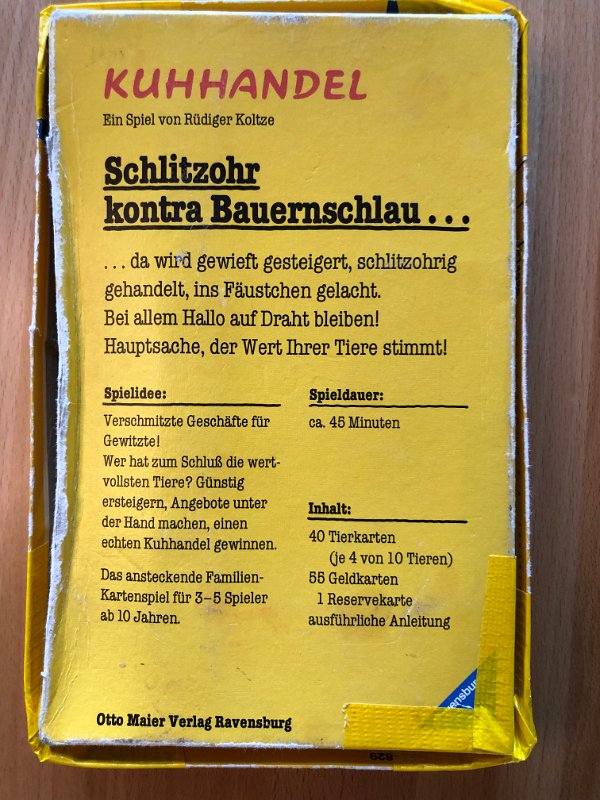 KUHHANDEL
Ein Spiel von Rüdiger Koltze
Schlitzohr
kontra Bauernschlau...
... da wird gewieft gesteigert, schlitzohrig
gehandelt, ins Fäustchen gelacht.
Bei allem Hallo auf Draht bleiben!
Hauptsache, der Wert Ihrer Tiere stimmt!
Spielidee:
Verschmitzte Geschäfte für
Gewitzte!
Wer hat zum Schluß die wert-
vollsten Tiere? Günstig
ersteigern, Angebote unter
der Hand machen, einen
echten Kuhhandel gewinnen.
Das ansteckende Familien-
Kartenspiel für 3-5 Spieler
ab 10 Jahren.
Spieldauer:
ca. 45 Minuten
Inhalt:
40 Tierkarten
(je 4 von 10 Tieren)
55 Geldkarten
1 Reservekarte
ausführliche Anleitung
Otto Maier Verlag Ravensburg
829